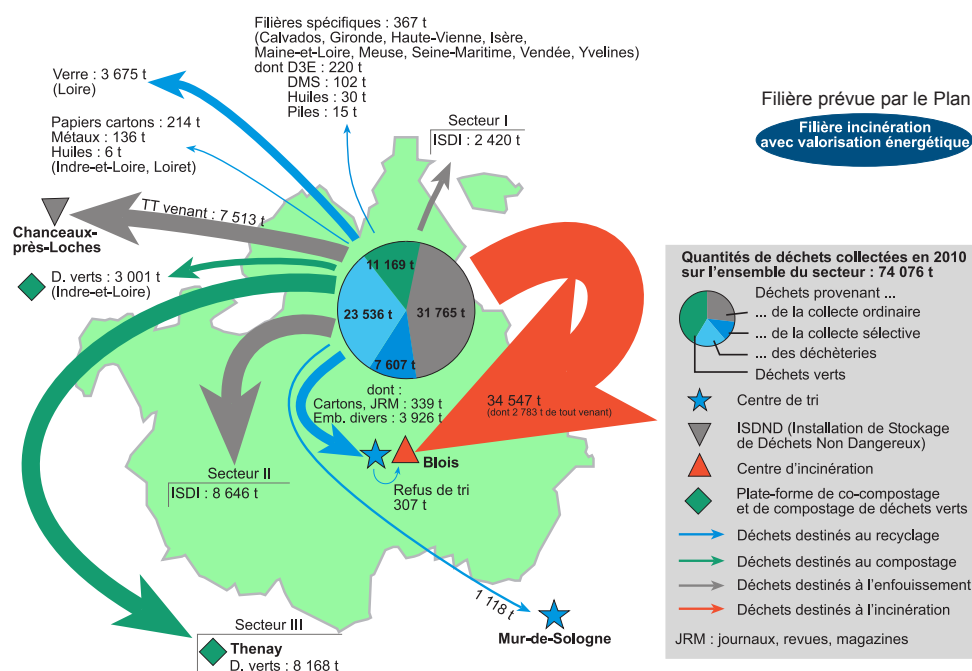 Filières spécifiques : 367 t
(Calvados, Gironde, Haute-Vienne, Isère,
Maine-et-Loire, Meuse, Seine-Maritime, Vendée, Yvelines)
dont D3E : 220 t
DMS : 102 t
Huiles : 30 t
Piles : 15 t
Verre : 3 675 t
(Loire)
Papiers cartons : 214 t
Métaux : 136 t
Huiles : 6 t
(Indre-et-Loire, Loiret)
Secteur I
ISDI : 2 420 t
Filière prévue par le Plan
Filière incinération
avec valorisation énergétique
TT venant : 7 513 t
Chanceaux-
près-Loches
D. verts : 3 001 t
(Indre-et-Loire)
11 169 t
23 536 t
31 765 t
7 607 t
dont :
Cartons, JRM : 339 t
Emb. divers : 3 926 t
34 547 t
(dont 2 783 t de tout venant)
Blois
Refus de tri
307 t
Secteur II
ISDI : 8 646 t
1 118 t
Mur-de-Sologne
Secteur III
Thenay
D. verts : 8 168 t
Quantités de déchets collectées en 2010
sur l'ensemble du secteur : 74 076 t
Déchets provenant ...
... de la collecte ordinaire
... de la collecte sélective
... des déchèteries
Déchets verts
Centre de tri
ISDND (Installation de Stockage
de Déchets Non Dangereux)
Centre d'incinération
Plate-forme de co-compostage
et de compostage de déchets verts
Déchets destinés au recyclage
Déchets destinés au compostage
Déchets destinés à l'enfouissement
Déchets destinés à l'incinération
JRM : journaux, revues, magazines